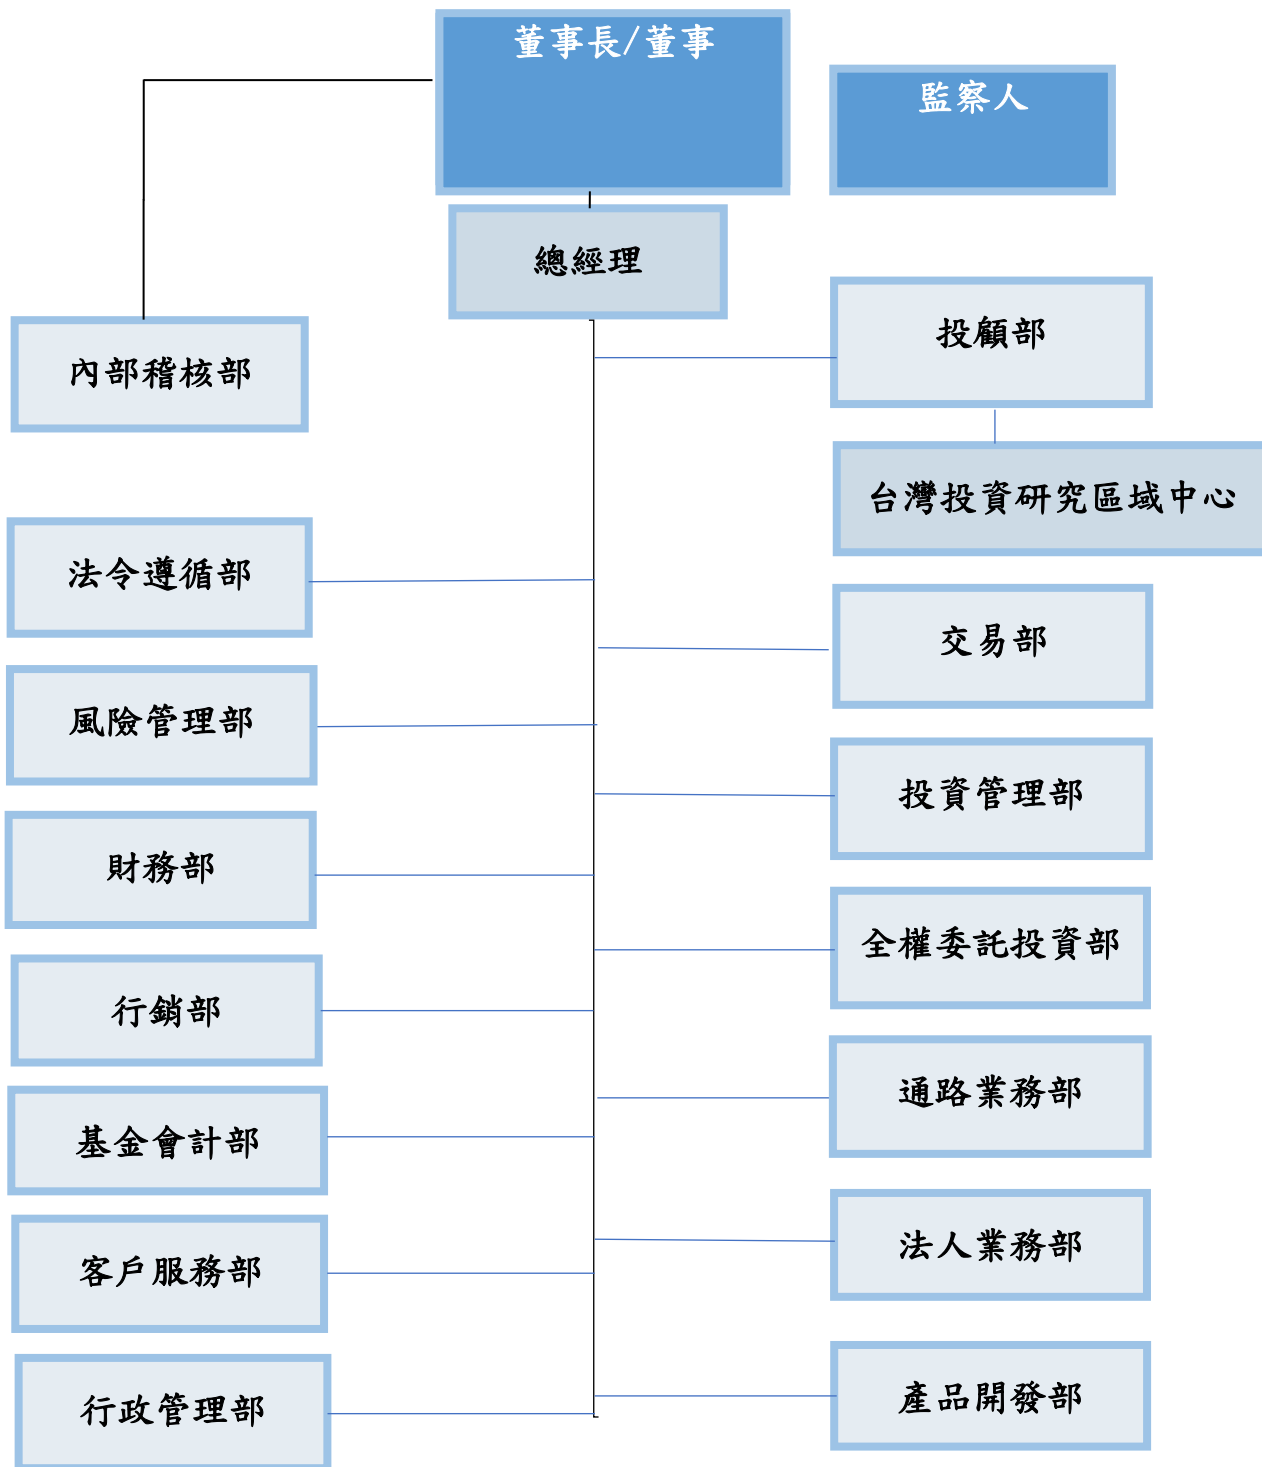 董事長/董事
監察人
總經理
投顧部
內部稽核部
台灣投資研究區域中心
法令遵循部
交易部
風險管理部
投資管理部
財務部
全權委託投資部
行銷部
通路業務部
基金會計部
法人業務部
客戶服務部
產品開發部
行政管理部